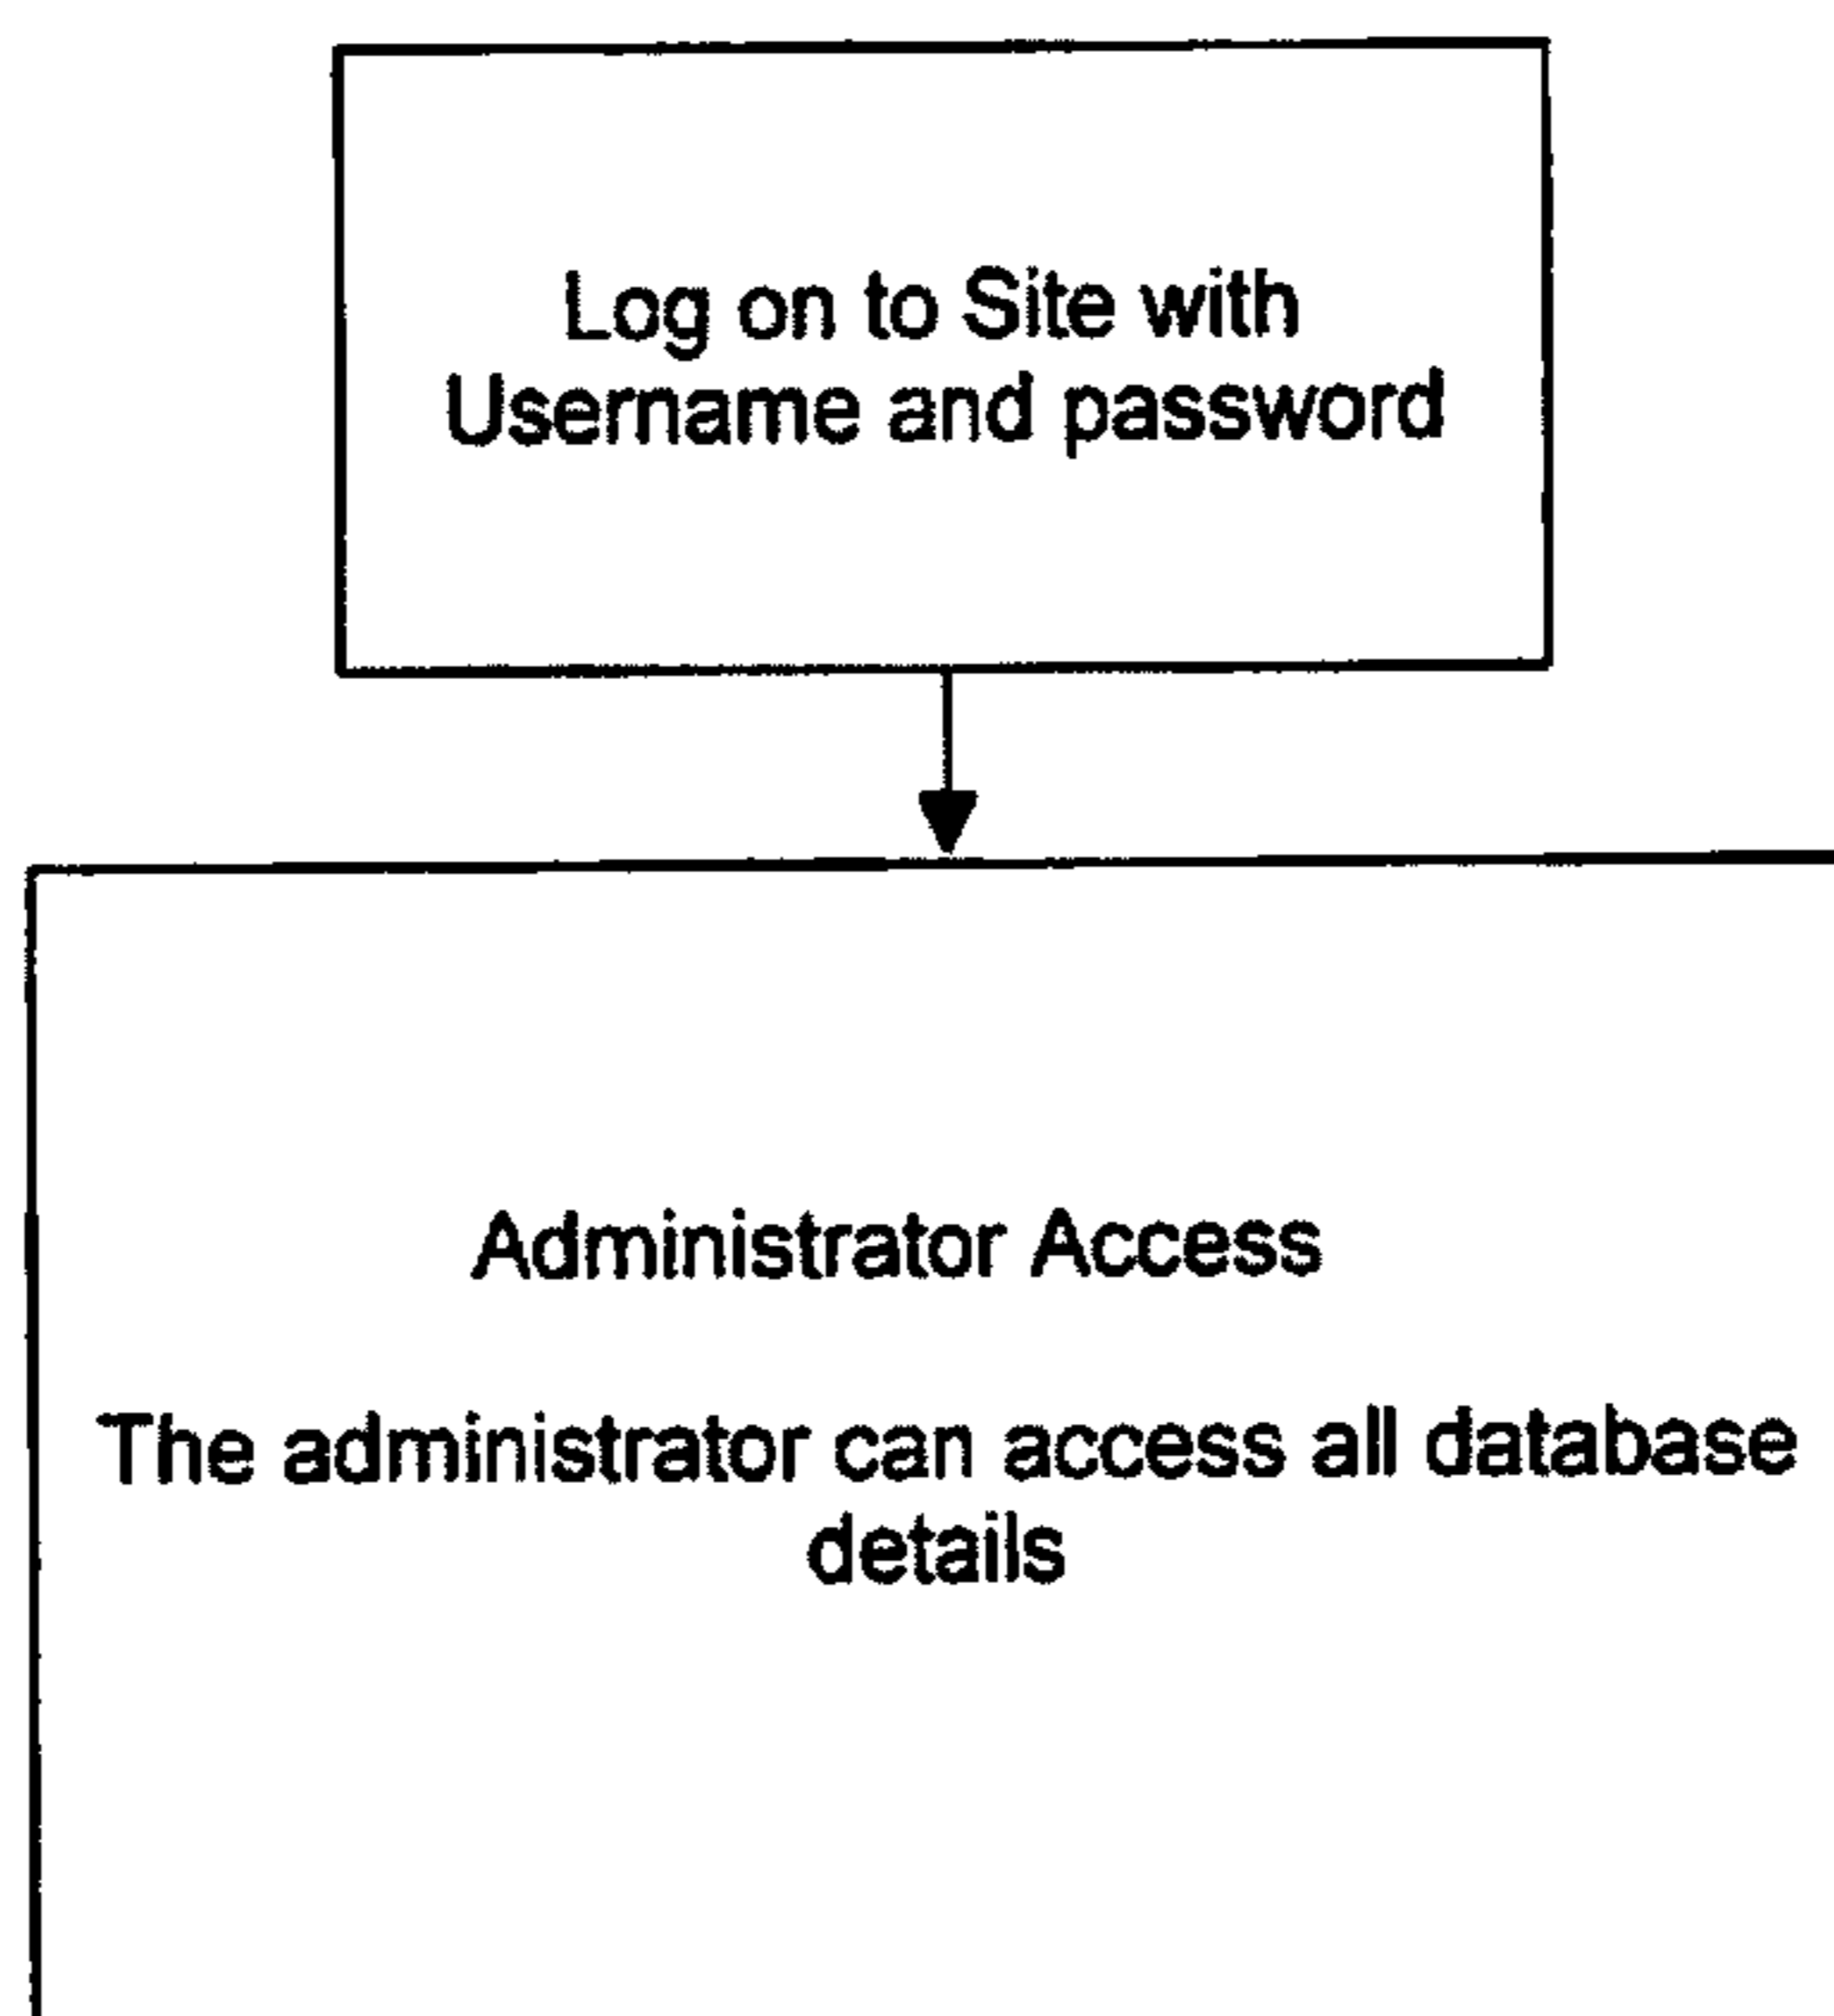 Log on to Site with
Username and password
Administrator Access
The administrator can access all database
details